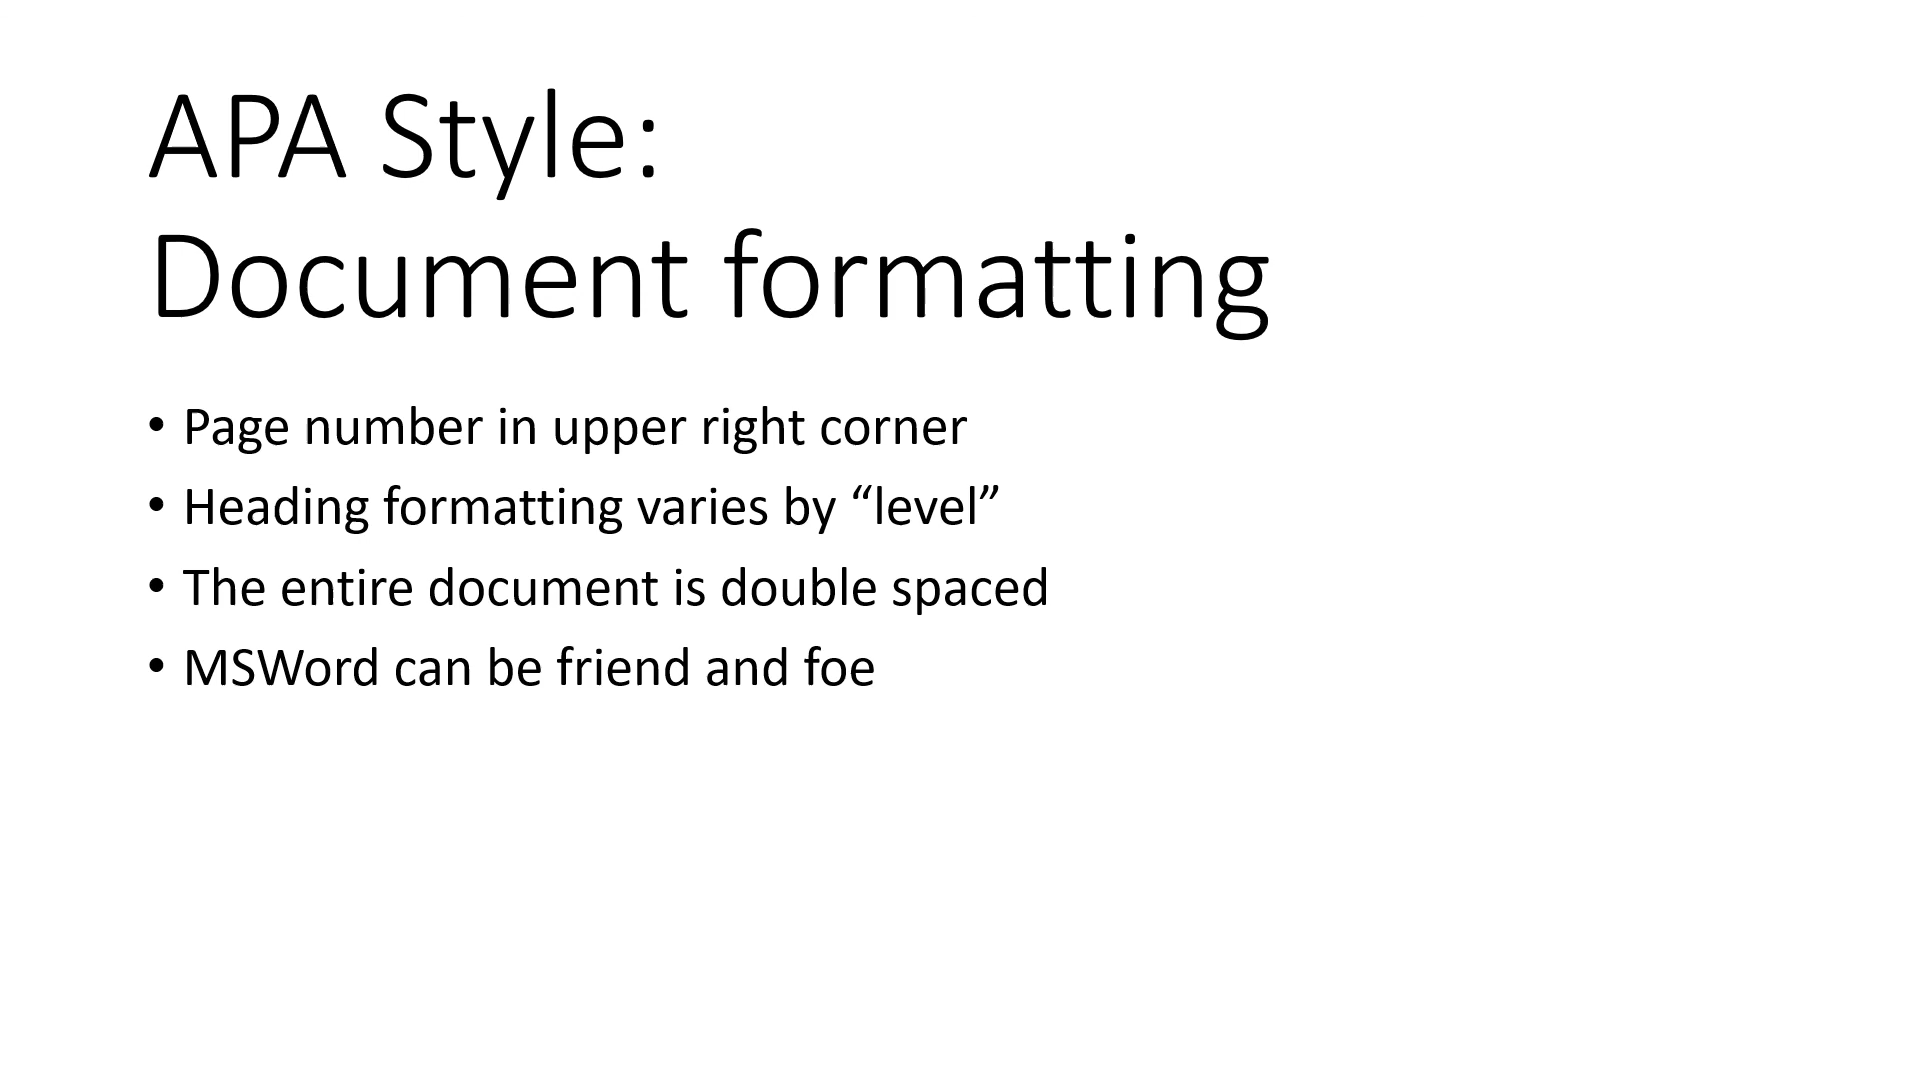 APA Style:
Document formatting
• Page number in upper right corner
• Heading formatting varies by “level”
• The entire document is double spaced
• MSWord can be friend and foe